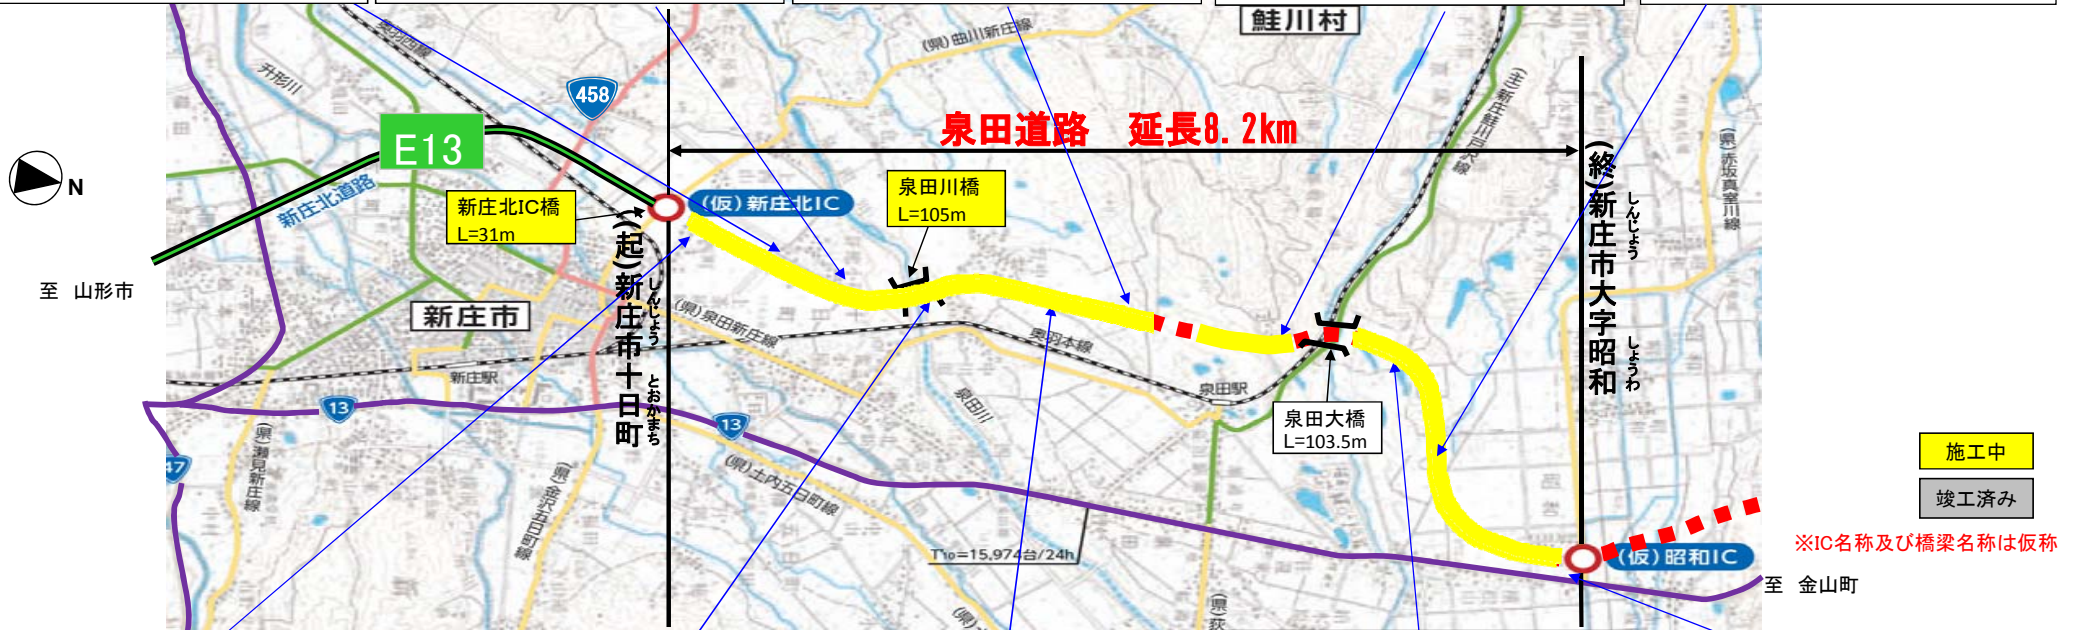 鮭川村
(県)曲川新庄線
奥羽西線
升形川
458
泉田道路 延長8.2km
(主)新庄鮭川戸沢線
(県)赤坂真室川線
E13
N
新庄北道路
新庄北IC橋
L=31m
(仮)新庄北IC
泉田川橋
L=105m
(起)新庄市十日町
しんじょう
とおかまち
(終)新庄市大字昭和
しんじょう
しょうわ
至 山形市
新庄市
(県)泉田新庄線
奥羽本線
新庄駅
泉田駅
泉田川
13
13
47
泉田大橋
L=103.5m
(県)瀬見新庄線
(県)金沢五日町線
(県)土内五日町線
T'10=15,974台/24h
施工中
竣工済み
※IC名称及び橋梁名称は仮称
(仮)昭和IC
至 金山町